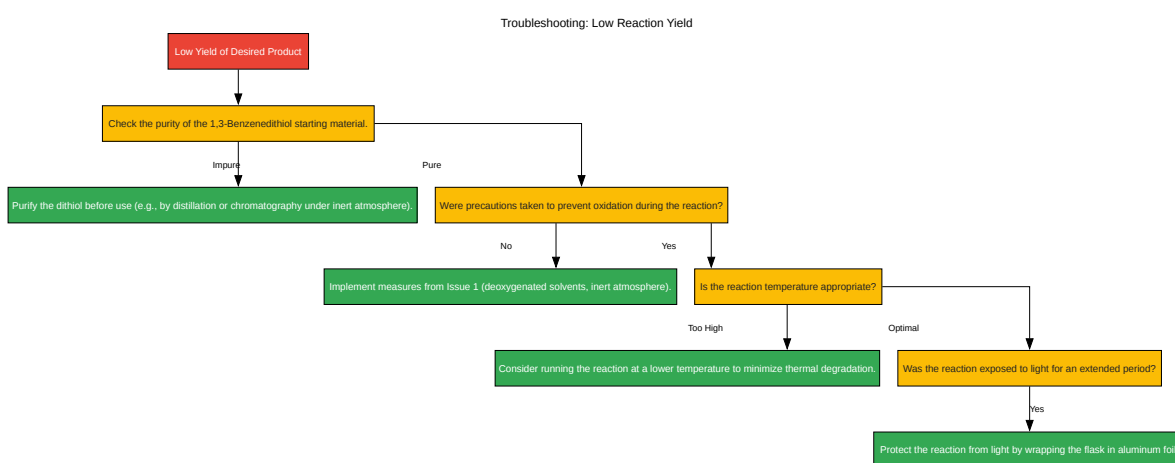 Troubleshooting: Low Reaction Yield
Low Yield of Desired Product
Check the purity of the 1,3-Benzenedithiol starting material.
Impure
Pure
Purify the dithiol before use (e.g., by distillation or chromatography under inert atmosphere).
Were precautions taken to prevent oxidation during the reaction?
No
Yes
Implement measures from Issue 1 (deoxygenated solvents, inert atmosphere).
Is the reaction temperature appropriate?
Too High
Optimal
Consider running the reaction at a lower temperature to minimize thermal degradation.
Was the reaction exposed to light for an extended period?
Yes
Protect the reaction from light by wrapping the flask in aluminum